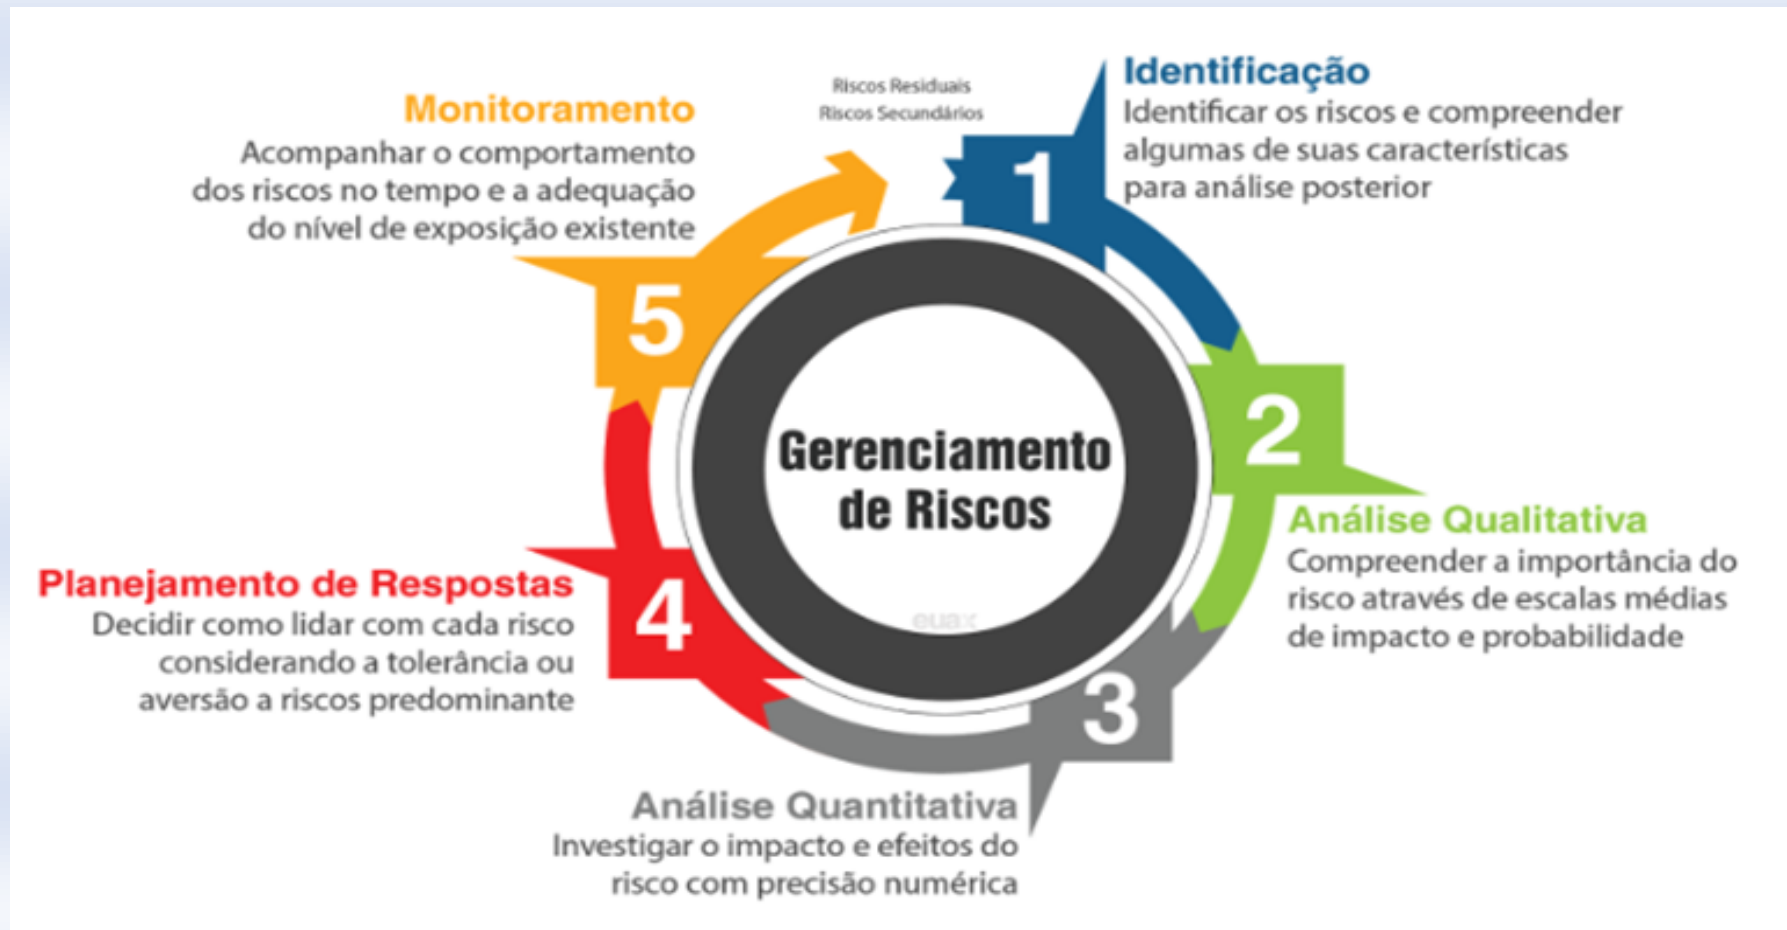 Riscos Residuais
Riscos Secundários
1
Identificação
Identificar os riscos e compreender
algumas de suas características
para análise posterior
2
Análise Qualitativa
Compreender a importância do
risco através de escalas médias
de impacto e probabilidade
3
Análise Quantitativa
Investigar o impacto e efeitos do
risco com precisão numérica
4
Planejamento de Respostas
Decidir como lidar com cada risco
considerando a tolerância ou
aversão a riscos predominante
5
Monitoramento
Acompanhar o comportamento
dos riscos no tempo e a adequação
do nível de exposição existente
Gerenciamento
de Riscos
euax